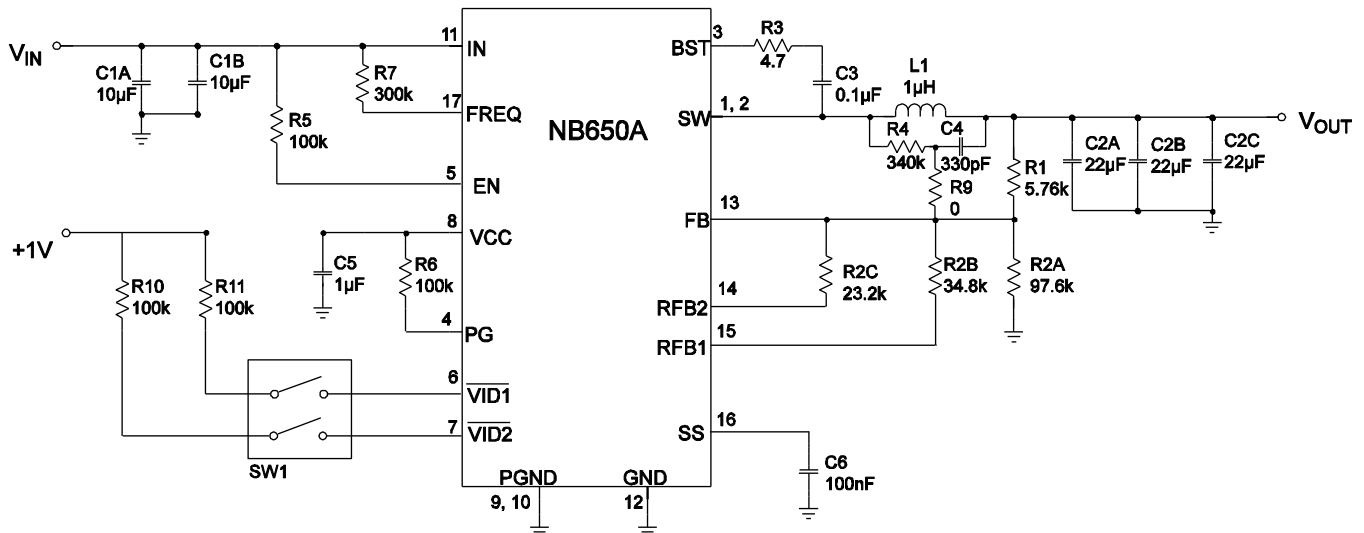 VIN
C1A
10µF
C1B
10µF
R5
100k
R7
300k
11
IN
17
FREQ
5
EN
8
VCC
4
PG
6
VID1
7
VID2
+1V
R10
100k
R11
100k
C5
1µF
R6
100k
SW1
NB650A
PGND
9, 10
GND
12
3
BST
R3
4.7
C3
0.1µF
1, 2
SW
L1
1µH
R4
340k
C4
330pF
R9
0
R1
5.76k
C2A
22µF
C2B
22µF
C2C
22µF
VOUT
13
FB
R2C
23.2k
R2B
34.8k
R2A
97.6k
14
RFB2
15
RFB1
16
SS
C6
100nF